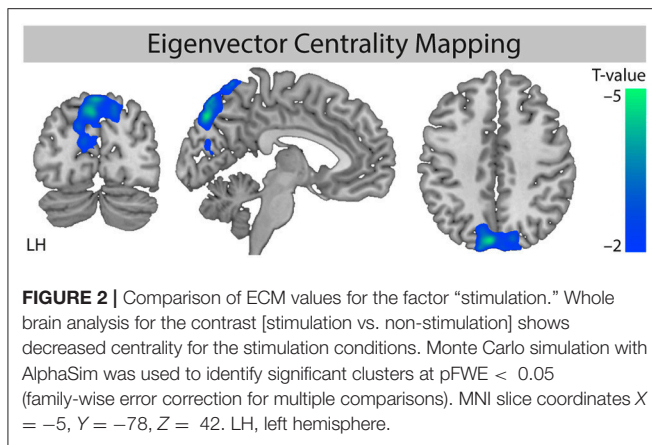 Eigenvector Centrality Mapping
T-value
–5
–2
LH
FIGURE 2 | Comparison of ECM values for the factor “stimulation.” Whole
brain analysis for the contrast [stimulation vs. non-stimulation] shows
decreased centrality for the stimulation conditions. Monte Carlo simulation with
AlphaSim was used to identify significant clusters at pFWE < 0.05
(family-wise error correction for multiple comparisons). MNI slice coordinates X
= −5, Y = −78, Z = 42. LH, left hemisphere.